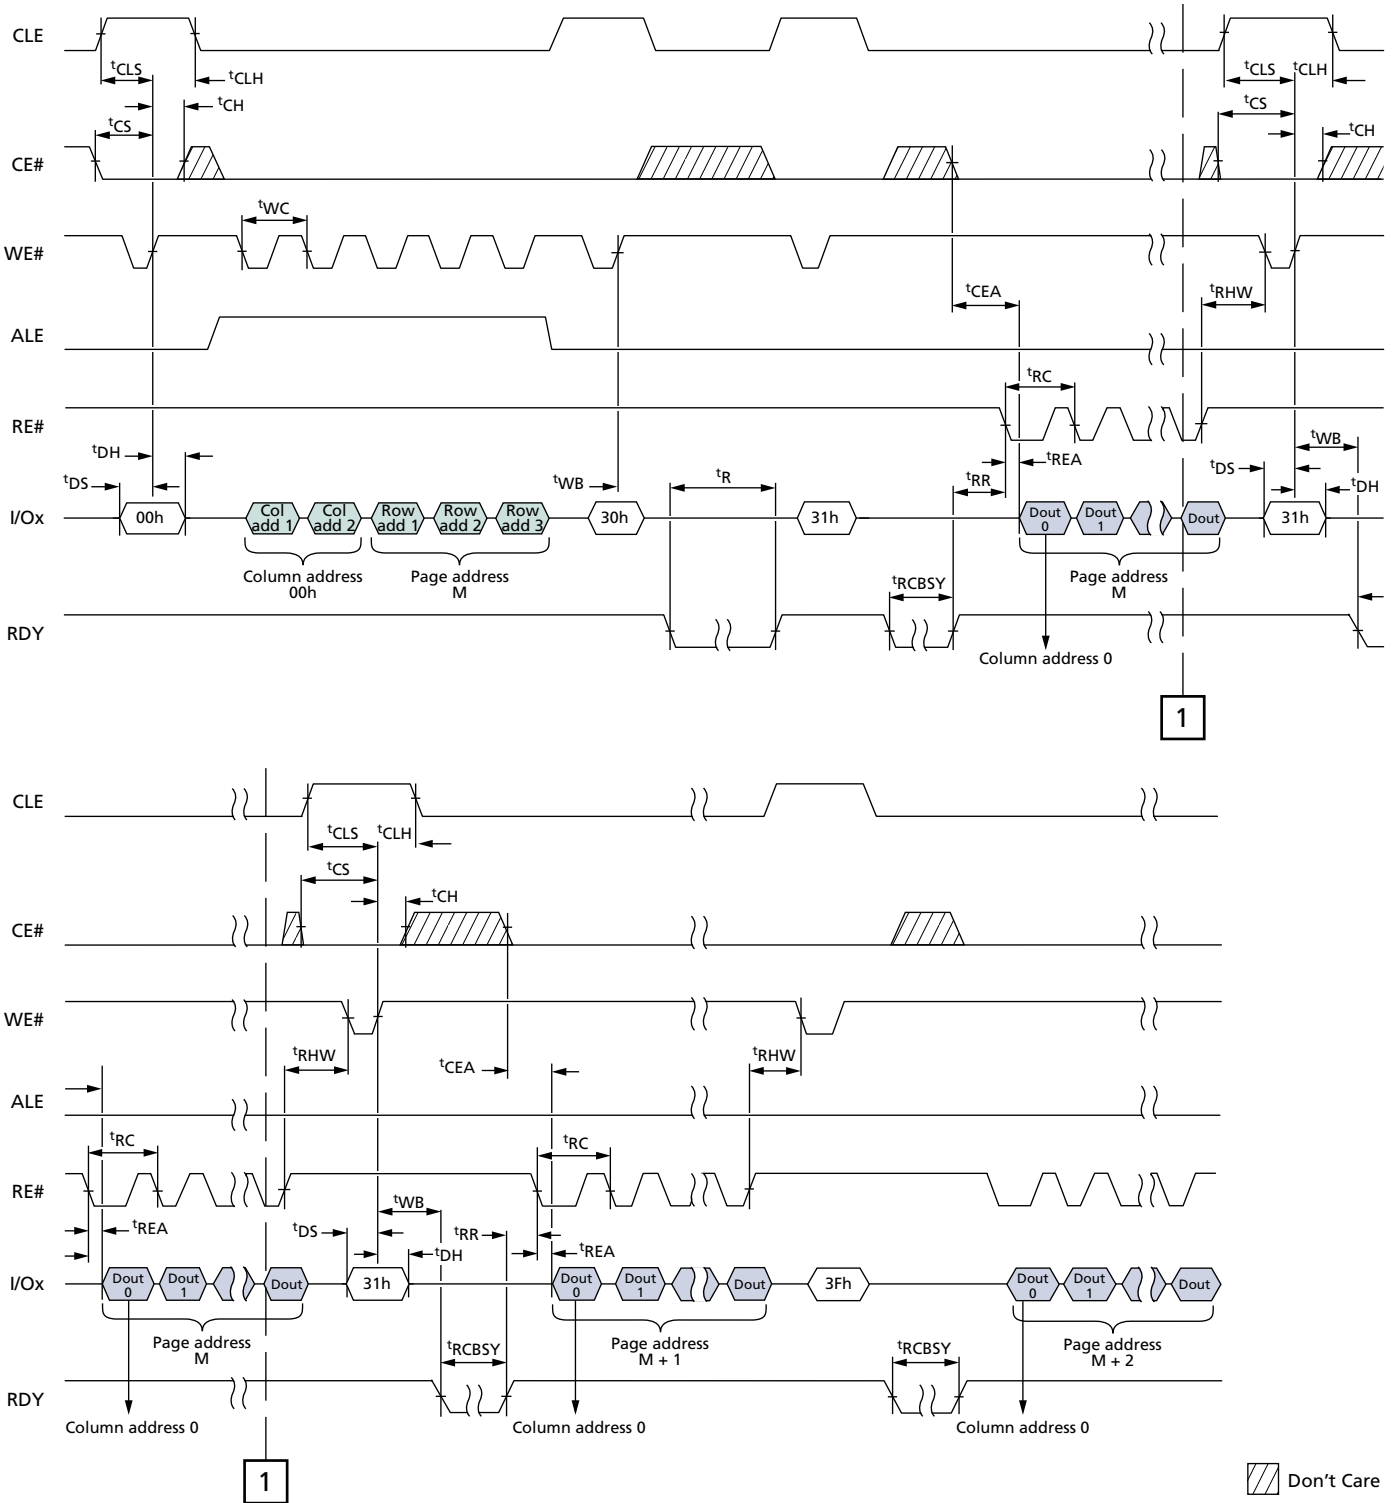 CLE
tCLS
tCLH
tCLS
tCLH
tCH
tCS
tCS
tCH
CE#
tWC
WE#
tCEA
tRHW
ALE
tRC
RE#
tDH
tWB
tREA
tDS
tWB
tR
tRR
tDS
tDH
I/Ox
00h
Col add 1
Col add 2
Row add 1
Row add 2
Row add 3
30h
31h
Dout 0
Dout 1
Dout
31h
Column address 00h
Page address M
tRCBSY
Page address M
RDY
Column address 0
1
CLE
tCLS
tCLH
tCS
tCH
CE#
WE#
tRHW
tCEA
tRHW
ALE
tRC
tRC
RE#
tREA
tDS
tWB
tRR
tDH
tREA
I/Ox
Dout 0
Dout 1
Dout
31h
Dout 0
Dout 1
Dout
3Fh
Dout 0
Dout 1
Dout
Page address M
tRCBSY
Page address M + 1
tRCBSY
Page address M + 2
RDY
Column address 0
Column address 0
Column address 0
1
Don't Care